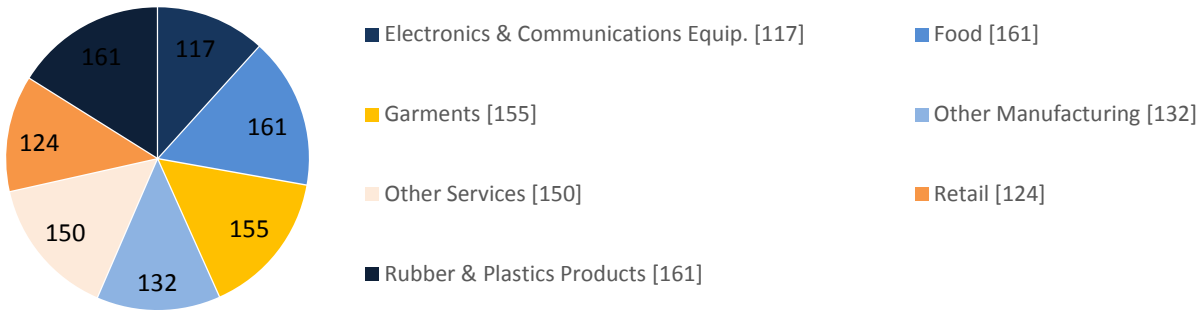 161
117
124
161
150
155
132
Electronics & Communications Equip. [117]
Food [161]
Garments [155]
Other Manufacturing [132]
Other Services [150]
Retail [124]
Rubber & Plastics Products [161]